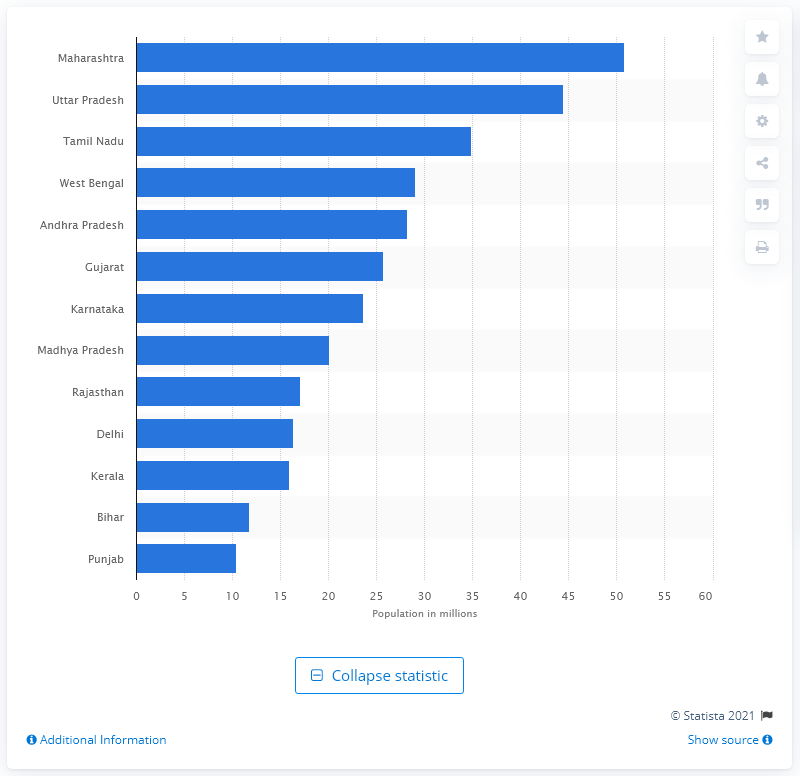 Maharashtra
Uttar Pradesh
Tamil Nadu
West Bengal
Andhra Pradesh
Gujarat
Karnataka
Madhya Pradesh
Rajasthan
Delhi
Kerala
Bihar
Punjab
0 5 10 15 20 25 30 35 40 45 50 55 60
Population in millions
Collapse statistic
© Statista 2021
Additional Information
Show source